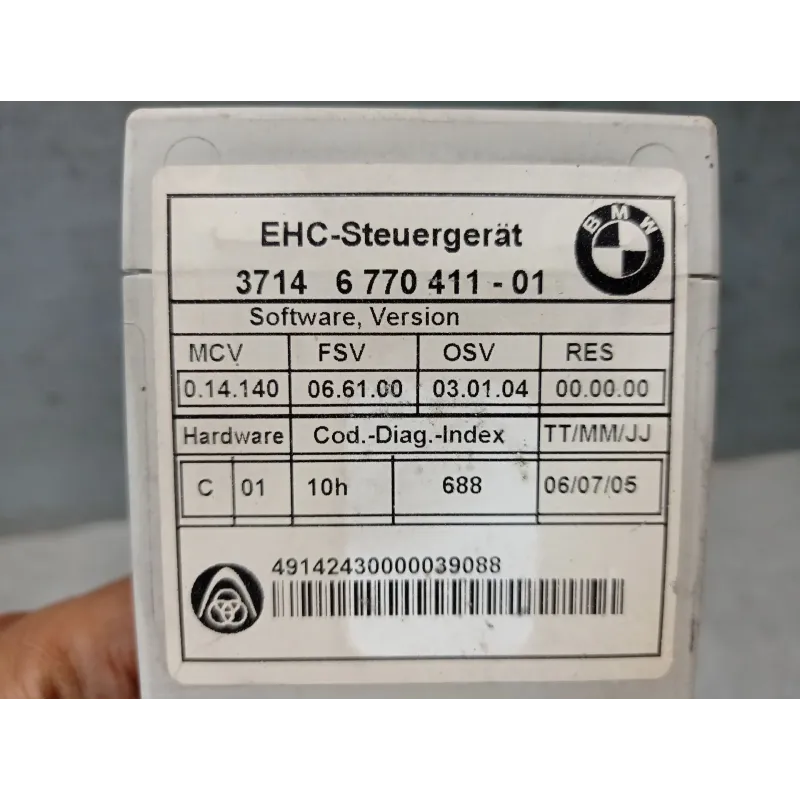 EHC-Steuergerät
BMW
3714 6 770 411 - 01
Software, Version
MCV FSV OSV RES
0.14.140 06.61.00 03.01.04 00.00.00
Hardware Cod.-Diag.-Index TT/MM/JJ
C 01 10h 688 06/07/05
49142430000039088